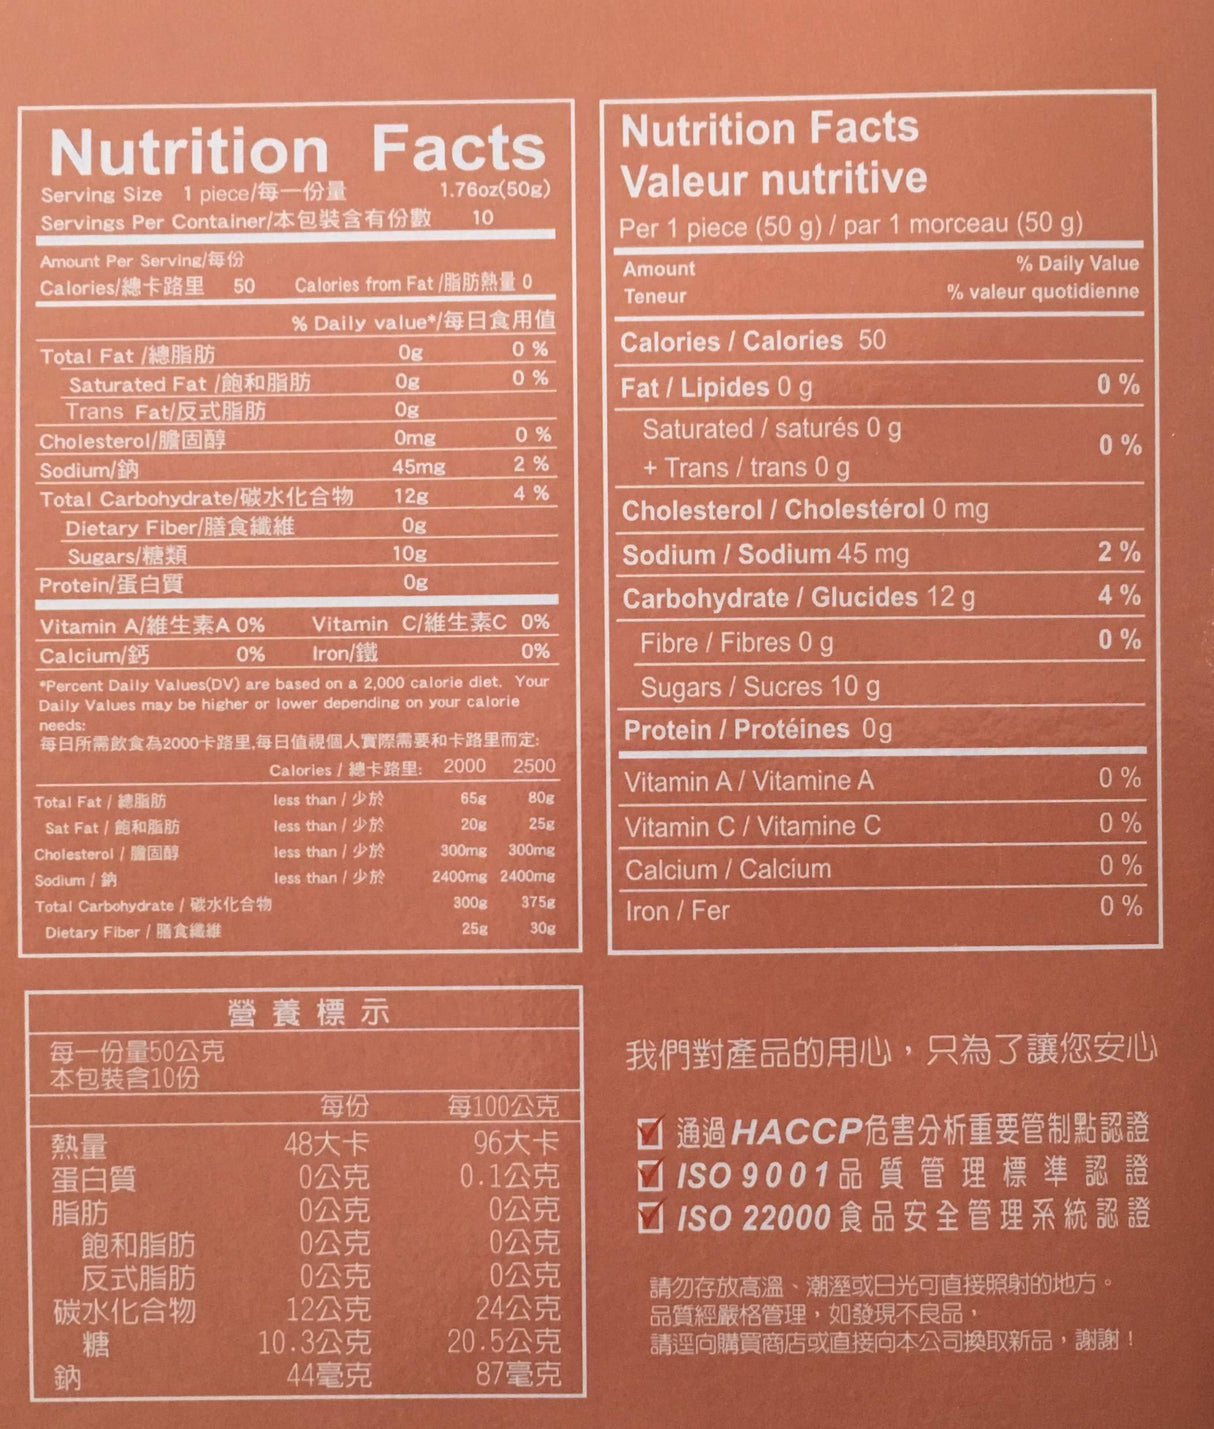 Nutrition Facts
Serving Size 1 piece/每一份量 1.76oz(50g)
Servings Per Container/本包裝含有份數 10
Amount Per Serving/每份
Calories/總卡路里 50 Calories from Fat /脂肪熱量 0
% Daily value*/每日食用值
Total Fat /總脂肪 0g 0 %
Saturated Fat /飽和脂肪 0g 0 %
Trans Fat/反式脂肪 0g
Cholesterol/膽固醇 0mg 0 %
Sodium/鈉 45mg 2 %
Total Carbohydrate/碳水化合物 12g 4 %
Dietary Fiber/膳食纖維 0g
Sugars/糖類 10g
Protein/蛋白質 0g
Vitamin A/維生素A 0% Vitamin C/維生素C 0%
Calcium/鈣 0% Iron/鐵 0%
*Percent Daily Values(DV) are based on a 2,000 calorie diet. Your
Daily Values may be higher or lower depending on your calorie
needs:
每日所需飲食為2000卡路里,每日值視個人實際需要和卡路里而定:
Calories / 總卡路里: 2000 2500
Total Fat / 總脂肪 less than / 少於 65g 80g
Sat Fat / 飽和脂肪 less than / 少於 20g 25g
Cholesterol / 膽固醇 less than / 少於 300mg 300mg
Sodium / 鈉 less than / 少於 2400mg 2400mg
Total Carbohydrate / 碳水化合物 300g 375g
Dietary Fiber / 膳食纖維 25g 30g
Nutrition Facts
Valeur nutritive
Per 1 piece (50 g) / par 1 morceau (50 g)
Amount % Daily Value
Teneur % valeur quotidienne
Calories / Calories 50
Fat / Lipides 0 g 0 %
Saturated / saturés 0 g
+ Trans / trans 0 g 0 %
Cholesterol / Cholestérol 0 mg
Sodium / Sodium 45 mg 2 %
Carbohydrate / Glucides 12 g 4 %
Fibre / Fibres 0 g 0 %
Sugars / Sucres 10 g
Protein / Protéines 0g
Vitamin A / Vitamine A 0 %
Vitamin C / Vitamine C 0 %
Calcium / Calcium 0 %
Iron / Fer 0 %
營養標示
每一份量50公克
本包裝含10份
每份 每100公克
熱量 48大卡 96大卡
蛋白質 0公克 0.1公克
脂肪 0公克 0公克
飽和脂肪 0公克 0公克
反式脂肪 0公克 0公克
碳水化合物 12公克 24公克
糖 10.3公克 20.5公克
鈉 44毫克 87毫克
我們對產品的用心，只為了讓您安心
通過HACCP危害分析重要管制點認證
ISO 9001品質管理標準認證
ISO 22000食品安全管理系統認證
請勿存放高溫、潮溼或日光可直接照射的地方。
品質經嚴格管理，如發現不良品，
請逕向購買商店或直接向本公司換取新品，謝謝！